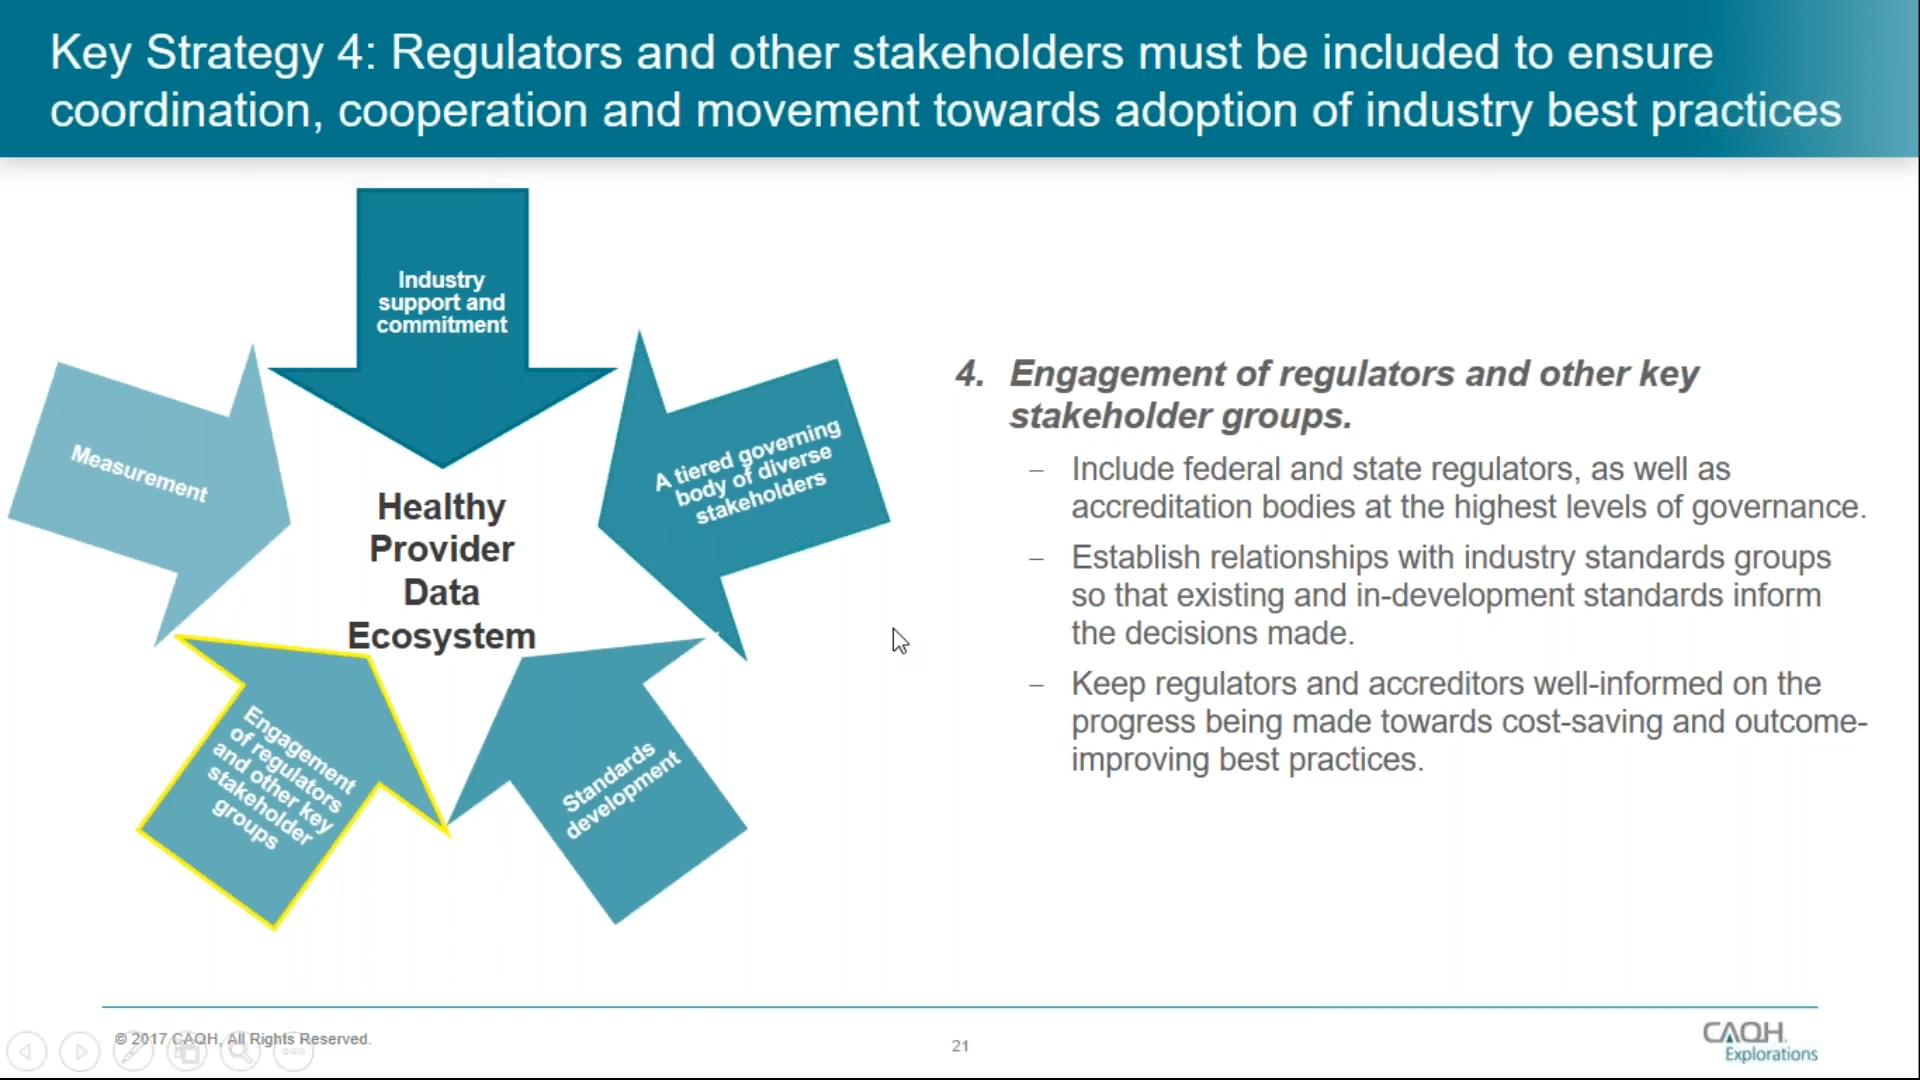 Key Strategy 4: Regulators and other stakeholders must be included to ensure
coordination, cooperation and movement towards adoption of industry best practices
Industry
support and
commitment
Measurement
A tiered governing
body of diverse
stakeholders
Healthy
Provider
Data
Ecosystem
Engagement
of regulators
and other key
stakeholder
groups
Standards
development
4. Engagement of regulators and other key
stakeholder groups.
– Include federal and state regulators, as well as
accreditation bodies at the highest levels of governance.
– Establish relationships with industry standards groups
so that existing and in-development standards inform
the decisions made.
– Keep regulators and accreditors well-informed on the
progress being made towards cost-saving and outcome-
improving best practices.
© 2017 CAQH, All Rights Reserved.
21
CAQH.
Explorations